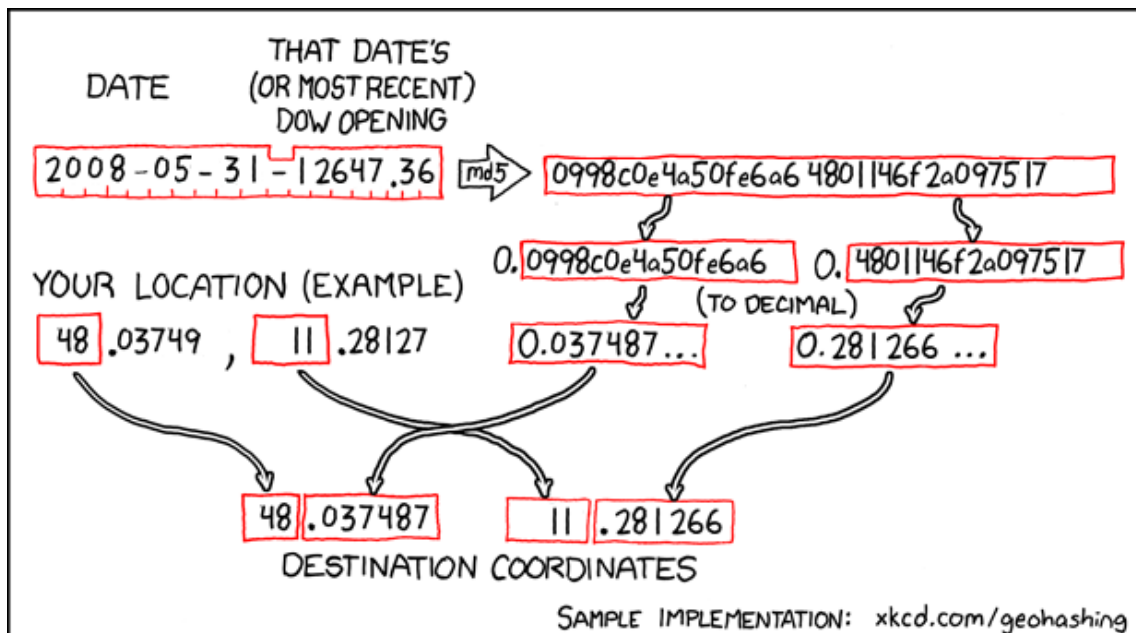 DATE
THAT DATE'S
(OR MOST RECENT)
DOW OPENING
2008-05-31-12647.36
md5
0998c0e4a50fe6a6 4801146f2a097517
0.0998c0e4a50fe6a6
0.4801146f2a097517
YOUR LOCATION (EXAMPLE)
(TO DECIMAL)
48.03749, 11.28127
0.037487...
0.281266 ...
48.037487
11.281266
DESTINATION COORDINATES
SAMPLE IMPLEMENTATION: xkcd.com/geohashing